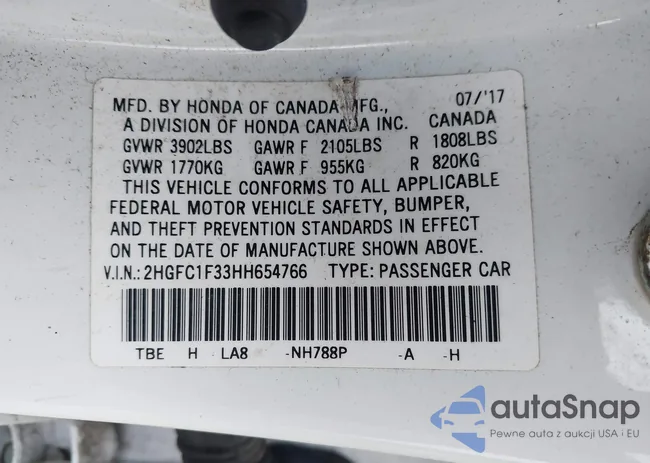 MFD. BY HONDA OF CANADA MFG., 07/'17
A DIVISION OF HONDA CANADA INC. CANADA
GVWR 3902LBS GAWR F 2105LBS R 1808LBS
GVWR 1770KG GAWR F 955KG R 820KG
THIS VEHICLE CONFORMS TO ALL APPLICABLE
FEDERAL MOTOR VEHICLE SAFETY, BUMPER,
AND THEFT PREVENTION STANDARDS IN EFFECT
ON THE DATE OF MANUFACTURE SHOWN ABOVE.
V.I.N.: 2HGFC1F33HH654766 TYPE: PASSENGER CAR
TBE H LA8 -NH788P -A -H
autaSnap
Pewne auta z aukcji USA i EU